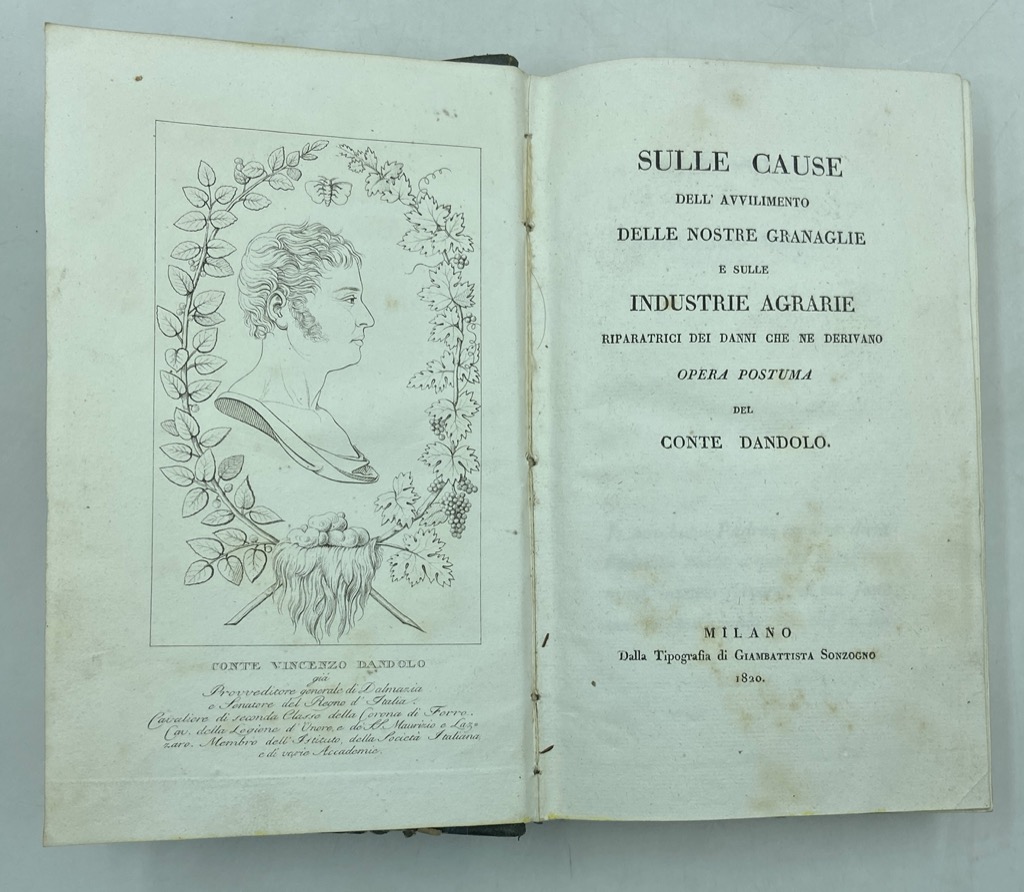 CONTE VINCENZO DANDOLO
già
Provveditore generale di Dalmazia
e Senatore del Regno d'Italia.
Cavaliere di seconda Classe della Corona di Ferro.
Cav. della Legione d'Onore, e de' SS. Maurizio, e Laz=
zaro. Membro dell'Istituto, della Società Italiana,
e di varie Accademie.
SULLE CAUSE
DELL' AVVILIMENTO
DELLE NOSTRE GRANAGLIE
E SULLE
INDUSTRIE AGRARIE
RIPARATRICI DEI DANNI CHE NE DERIVANO
OPERA POSTUMA
DEL
CONTE DANDOLO.
MILANO
Dalla Tipografia di GIAMBATTISTA SONZOGNO
1820.